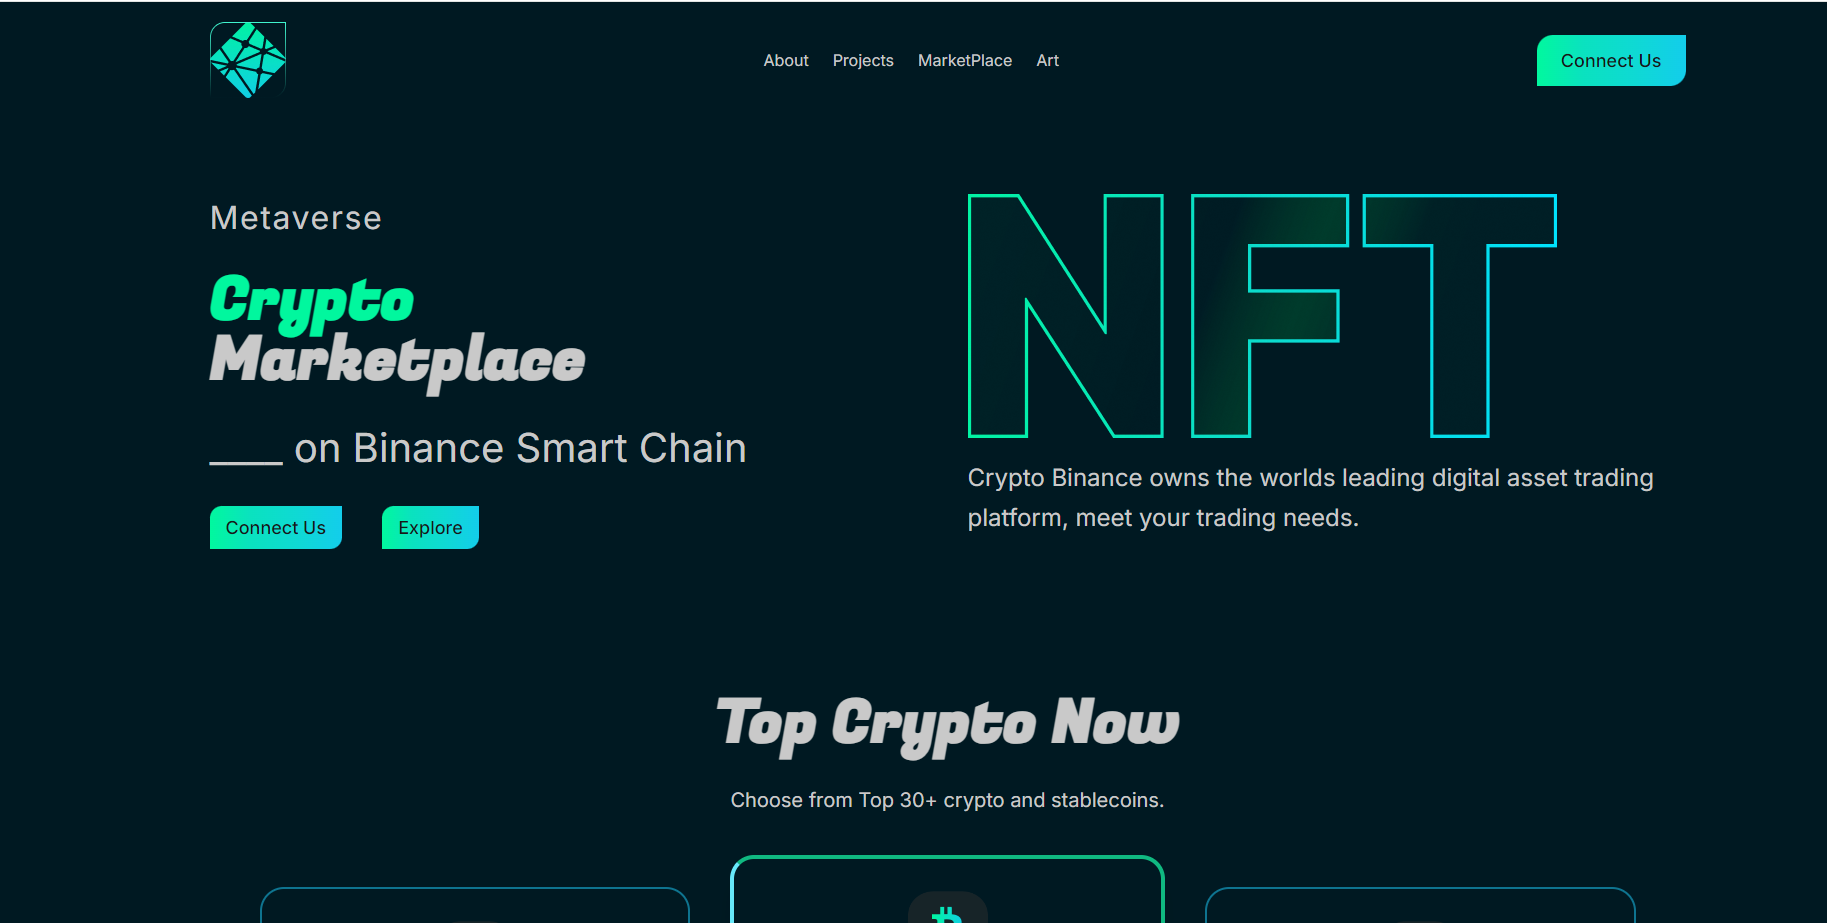 About Projects MarketPlace Art
Connect Us
Metaverse
Crypto
Marketplace
____ on Binance Smart Chain
Connect Us
Explore
NFT
Crypto Binance owns the worlds leading digital asset trading
platform, meet your trading needs.
Top Crypto Now
Choose from Top 30+ crypto and stablecoins.